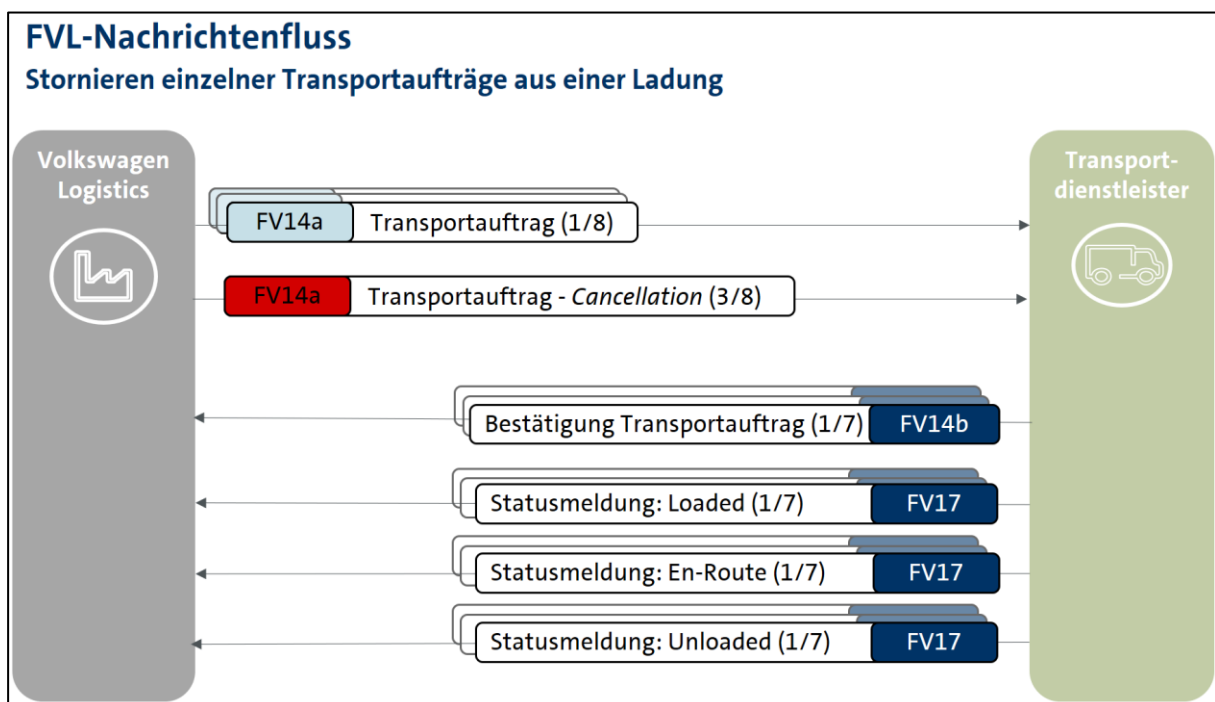 FVL-Nachrichtenfluss
Stornieren einzelner Transportaufträge aus einer Ladung
Volkswagen
Logistics
Transport-
dienstleister
FV14a Transportauftrag (1/8)
FV14a Transportauftrag - Cancellation (3/8)
Bestätigung Transportauftrag (1/7) FV14b
Statusmeldung: Loaded (1/7) FV17
Statusmeldung: En-Route (1/7) FV17
Statusmeldung: Unloaded (1/7) FV17